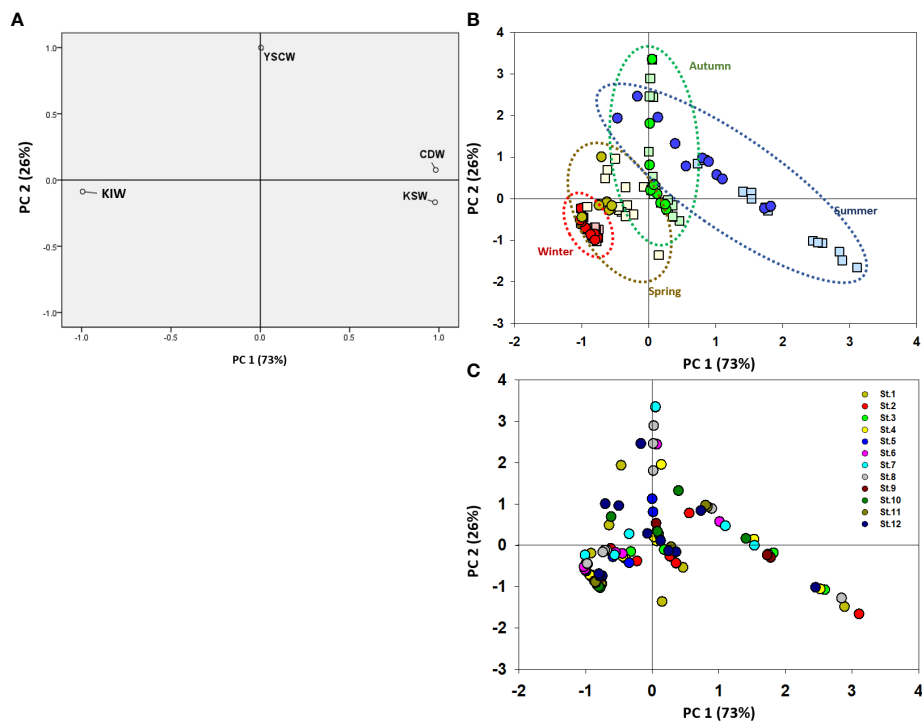 A
1.0
0.5
0.0
-0.5
-1.0
-1.0
-0.5
0.0
0.5
1.0
PC 2 (26%)
PC 1 (73%)
YSCW
CDW
KSW
KIW
B
4
3
2
1
0
-1
-2
-3
-2
-1
0
1
2
3
4
PC 2 (26%)
PC 1 (73%)
Autumn
Summer
Winter
Spring
C
4
3
2
1
0
-1
-2
-3
-2
-1
0
1
2
3
4
PC 2 (26%)
PC 1 (73%)
St.1
St.2
St.3
St.4
St.5
St.6
St.7
St.8
St.9
St.10
St.11
St.12